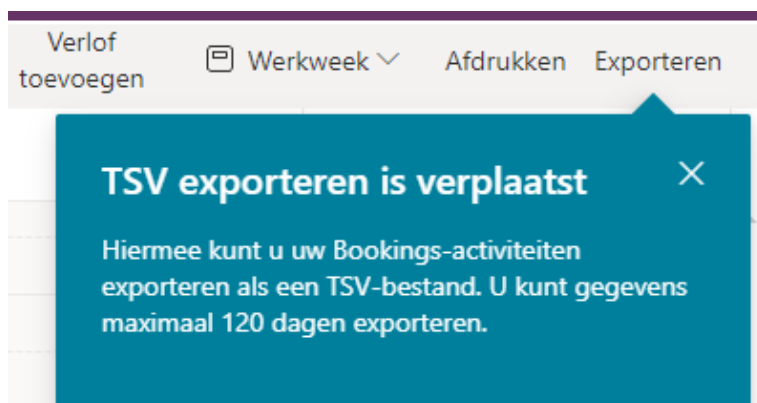 Verlof
toevoegen
Werkweek
Afdrukken
Exporteren
TSV exporteren is verplaatst
Hiermee kunt u uw Bookings-activiteiten
exporteren als een TSV-bestand. U kunt gegevens
maximaal 120 dagen exporteren.